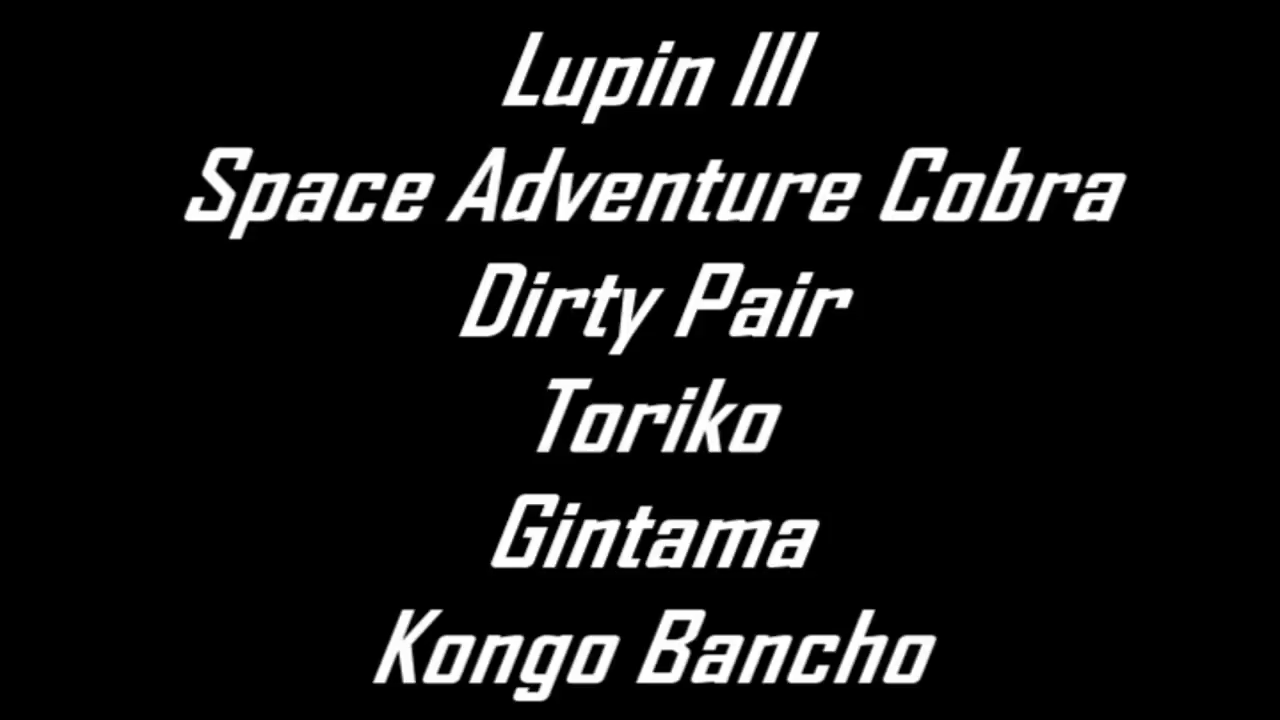 Lupin III
Space Adventure Cobra
Dirty Pair
Toriko
Gintama
Kongo Bancho